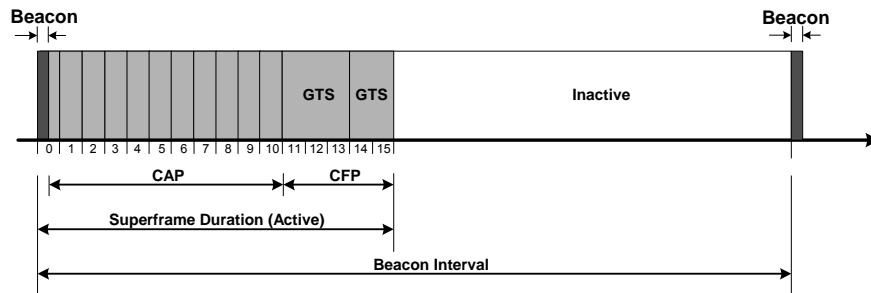 Beacon
Beacon
GTS
GTS
Inactive
0 1 2 3 4 5 6 7 8 9 10 11 12 13 14 15
CAP
CFP
Superframe Duration (Active)
Beacon Interval